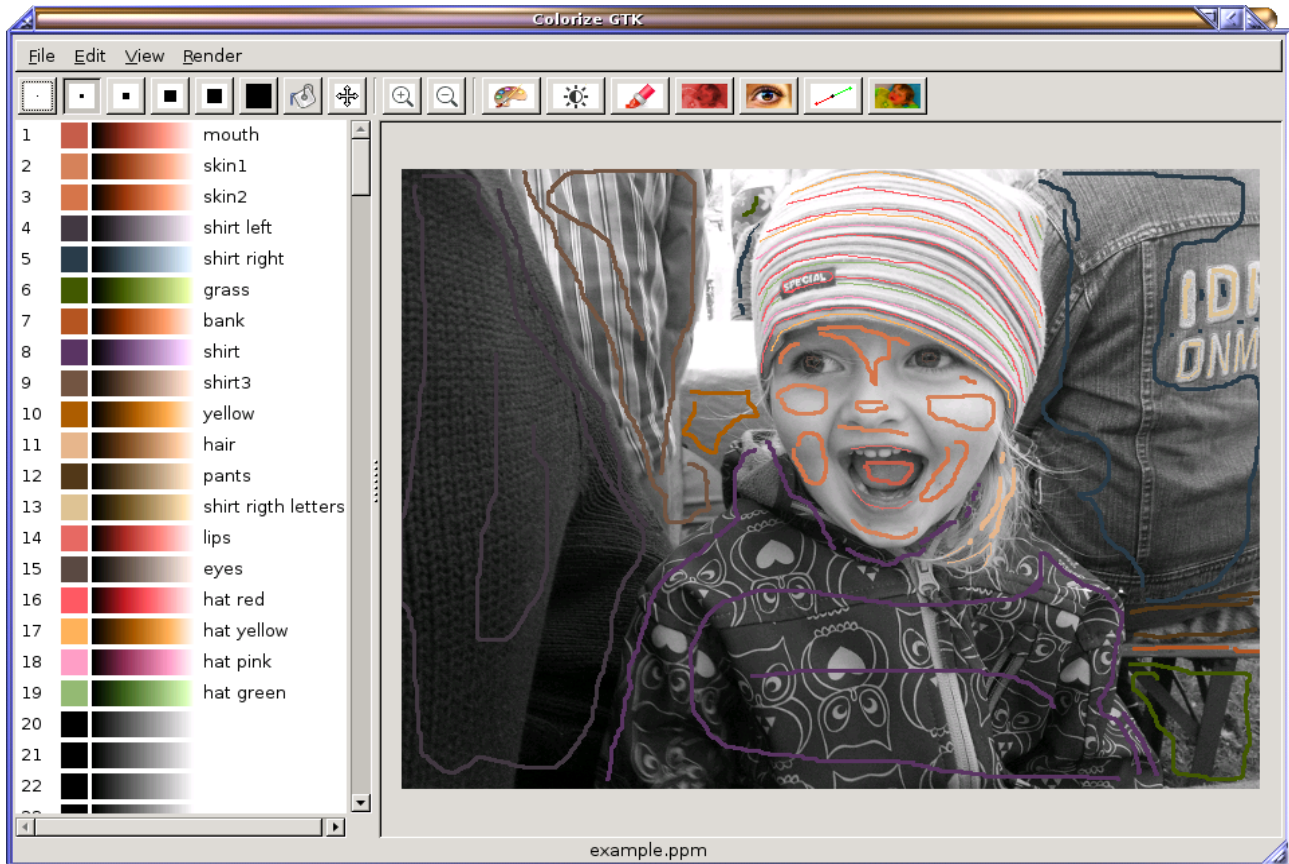 Colorize GTK
File Edit View Render
1 mouth
2 skin1
3 skin2
4 shirt left
5 shirt right
6 grass
7 bank
8 shirt
9 shirt3
10 yellow
11 hair
12 pants
13 shirt rigth letters
14 lips
15 eyes
16 hat red
17 hat yellow
18 hat pink
19 hat green
20
21
22
SPECIAL
I D
DNM
example.ppm